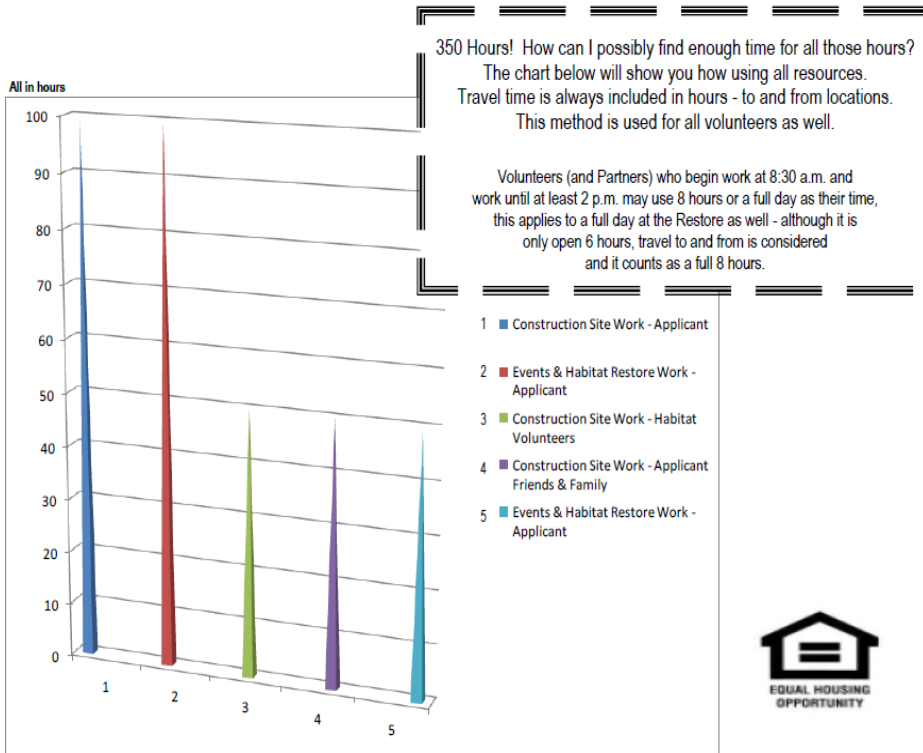 350 Hours!  How can I possibly find enough time for all those hours?
The chart below will show you how using all resources.
Travel time is always included in hours - to and from locations.
This method is used for all volunteers as well.
Volunteers (and Partners) who begin work at 8:30 a.m. and
work until at least 2 p.m. may use 8 hours or a full day as their time,
this applies to a full day at the Restore as well - although it is
only open 6 hours, travel to and from is considered
and it counts as a full 8 hours.
All in hours
100
90
80
70
60
50
40
30
20
10
0
1
2
3
4
5
1 Construction Site Work - Applicant
2 Events & Habitat Restore Work -
Applicant
3 Construction Site Work - Habitat
Volunteers
4 Construction Site Work - Applicant
Friends & Family
5 Events & Habitat Restore Work -
Applicant
EQUAL HOUSING
OPPORTUNITY